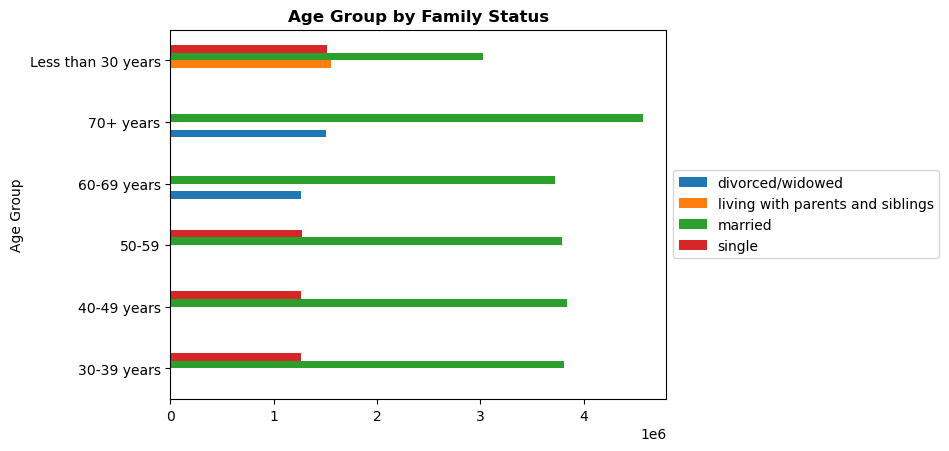 Age Group by Family Status
Age Group
Less than 30 years
70+ years
60-69 years
50-59
40-49 years
30-39 years
0 1 2 3 4
1e6
divorced/widowed
living with parents and siblings
married
single